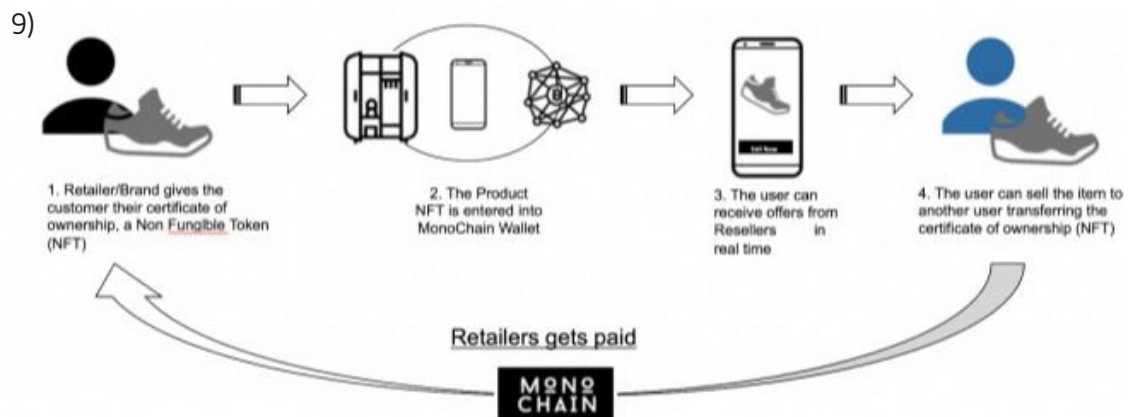 9)
1. Retailer/Brand gives the
customer their certificate of
ownership, a Non Fungible Token
(NFT)
2. The Product
NFT is entered into
MonoChain Wallet
Sell Now
3. The user can
receive offers from
Resellers in
real time
4. The user can sell the item to
another user transferring the
certificate of ownership (NFT)
Retailers gets paid
MONO
CHAIN